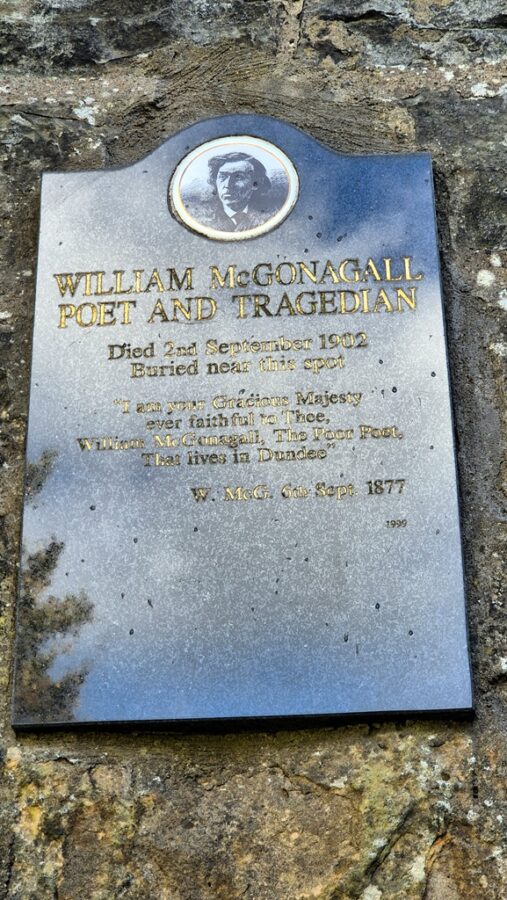 WILLIAM McGONAGALL
POET AND TRAGEDIAN
Died 2nd September 1902
Buried near this spot
"I am your Gracious Majesty
ever faithful to Thee,
William McGonagall, The Poor Poet,
That lives in Dundee"
W. McG. 6th Sept. 1877
1999